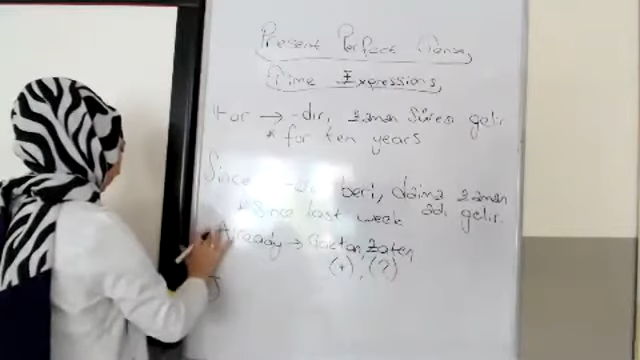 Present Perfect Tense
Time Expressions
For → -dır, zaman süresi gelir
* for ten years
Since -dı beri, daima zaman
* Since last week adı gelir.
Already → Çoktan, zaten
(+), (?)
J